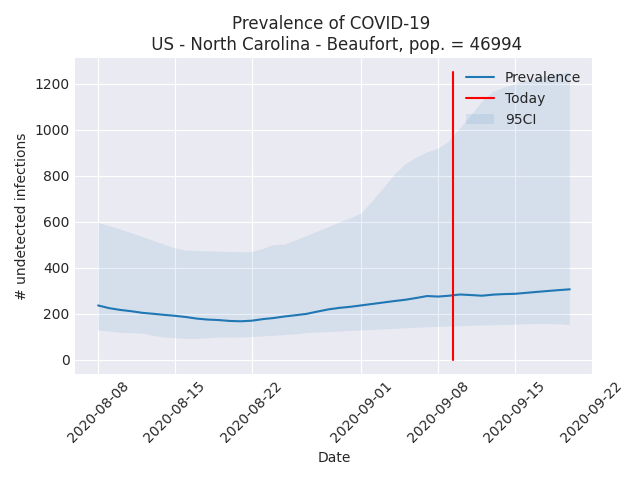 Prevalence of COVID-19
US - North Carolina - Beaufort, pop. = 46994
1200
1000
800
600
400
200
0
# undetected infections
Prevalence
Today
95CI
2020-08-08
2020-08-15
2020-08-22
2020-09-01
2020-09-08
2020-09-15
2020-09-22
Date